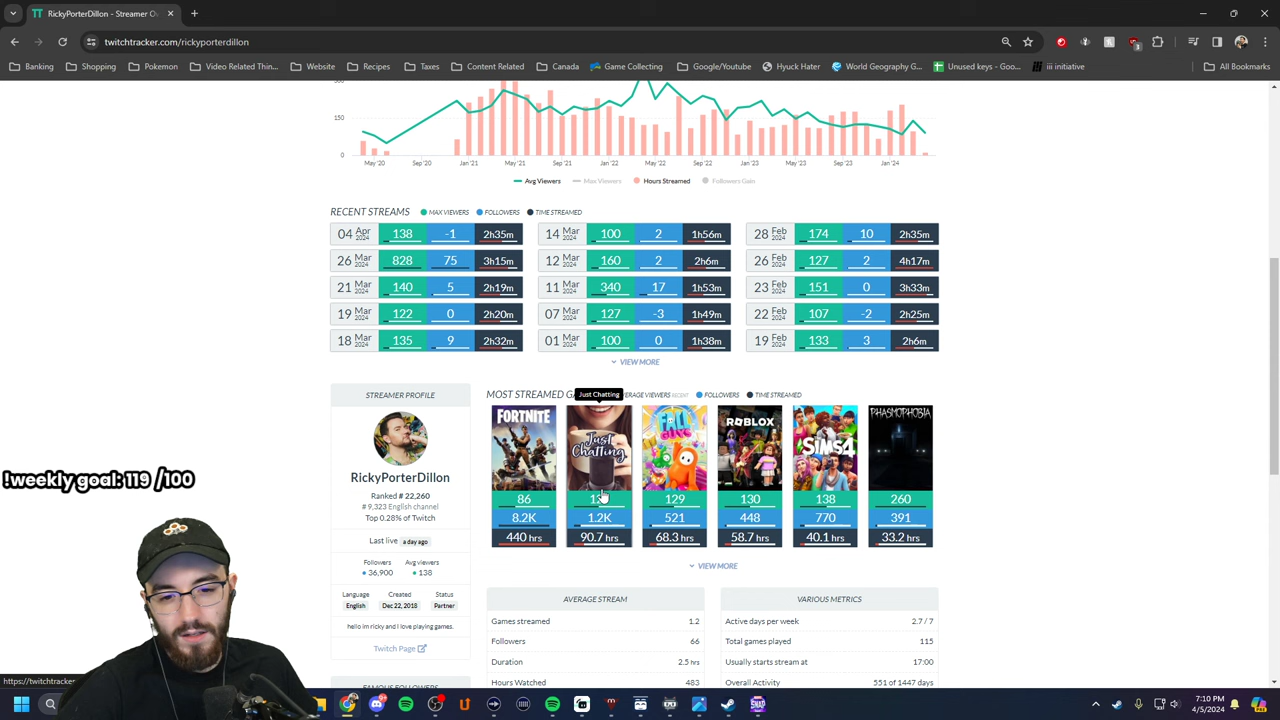 RickyPorterDillon - Streamer O
twitchtracker.com/rickyporterdillon
Banking
Shopping
Pokemon
Video Related Thin...
Website
Recipes
Taxes
Content Related
Canada
Game Collecting
Google/Youtube
Hyuck Hater
World Geography ...
Unused keys - Goo...
iii initiative
All Bookmarks
300
150
0
May '20 Sep '20 Jan '21 May '21 Sep '21 Jan '22 May '22 Sep '22 Jan '23 May '23 Sep '23 Jan '24
Avg Viewers Max Viewers Hours Streamed Followers Gain
RECENT STREAMS MAX VIEWERS FOLLOWERS TIME STREAMED
04 Apr 2024 138 -1 2h35m
14 Mar 2024 100 2 1h56m
28 Feb 2024 174 10 2h35m
26 Mar 2024 828 75 3h15m
12 Mar 2024 160 2 2h6m
26 Feb 2024 127 2 4h17m
21 Mar 2024 140 5 2h19m
11 Mar 2024 340 17 1h53m
23 Feb 2024 151 0 3h33m
19 Mar 2024 122 0 2h20m
07 Mar 2024 127 -3 1h49m
22 Feb 2024 107 -2 2h25m
18 Mar 2024 135 9 2h32m
01 Mar 2024 100 0 1h38m
19 Feb 2024 133 3 2h6m
VIEW MORE
STREAMER PROFILE
RickyPorterDillon
Ranked # 22,260
# 9,323 English channel
Top 0.28% of Twitch
Last live a day ago
Followers Avg viewers
36,900 138
Language Created Status
English Dec 22, 2018 Partner
hello im ricky and I love playing games.
Twitch Page
MOST STREAMED GA
Just Chatting
VERAGE VIEWERS RECENT FOLLOWERS TIME STREAMED
FORTNITE
Just Chatting
FALL GUYS
ROBLOX
THE SIMS 4
PHASMOPHOBIA
86 129 130 138 260
8.2K 1.2K 521 448 770 391
440 hrs 90.7 hrs 68.3 hrs 58.7 hrs 40.1 hrs 33.2 hrs
VIEW MORE
AVERAGE STREAM
Games streamed 1.2
Followers 66
Duration 2.5 hrs
Hours Watched 483
VARIOUS METRICS
Active days per week 2.7 / 7
Total games played 115
Usually starts stream at 17:00
Overall Activity 551 of 1447 days
!weekly goal: 119 /100
https://twitchtracke
7:10 PM
4/5/2024